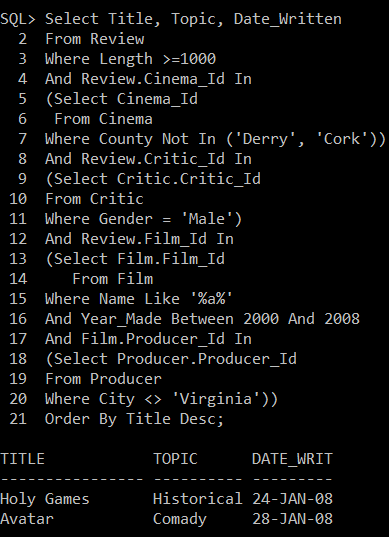 SQL> Select Title, Topic, Date_Written
2 From Review
3 Where Length >=1000
4 And Review.Cinema_Id In
5 (Select Cinema_Id
6 From Cinema
7 Where County Not In ('Derry', 'Cork'))
8 And Review.Critic_Id In
9 (Select Critic.Critic_Id
10 From Critic
11 Where Gender = 'Male')
12 And Review.Film_Id In
13 (Select Film.Film_Id
14 From Film
15 Where Name Like '%a%'
16 And Year_Made Between 2000 And 2008
17 And Film.Producer_Id In
18 (Select Producer.Producer_Id
19 From Producer
20 Where City <> 'Virginia'))
21 Order By Title Desc;
TITLE TOPIC DATE_WRIT
---------------- ---------- ---------
Holy Games Historical 24-JAN-08
Avatar Comady 28-JAN-08